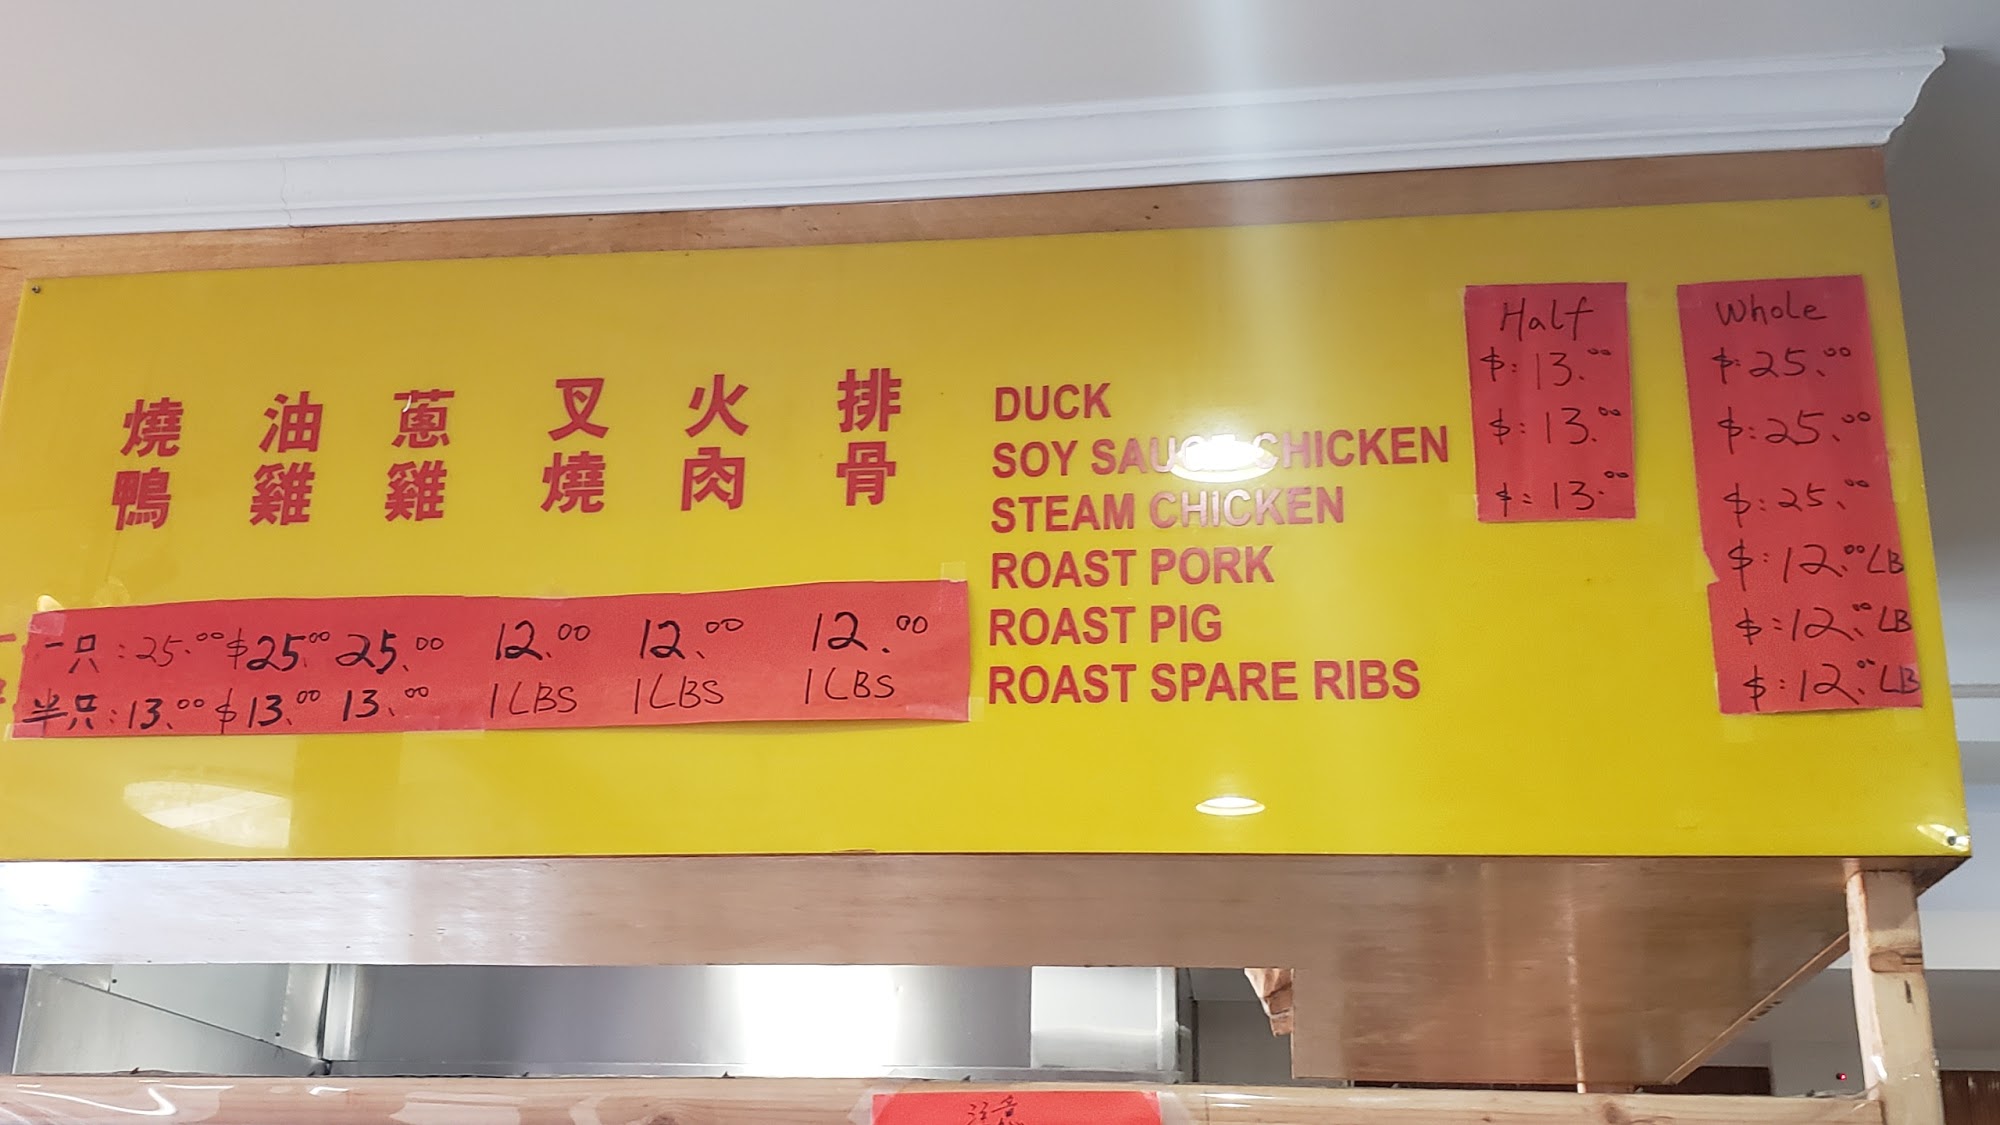 燒鴨
油雞
蔥雞
叉燒
火肉
排骨
一只:25.00 $25.00 25.00 12.00 12.00 12.00
半只:13.00 $13.00 13.00 1LBS 1LBS 1LBS
DUCK
SOY SAUCE CHICKEN
STEAM CHICKEN
ROAST PORK
ROAST PIG
ROAST SPARE RIBS
Half
$:13.00
$:13.00
$:13.00
Whole
$:25.00
$:25.00
$:25.00
$:12.00LB
$:12.00LB
$:12.00LB
注意